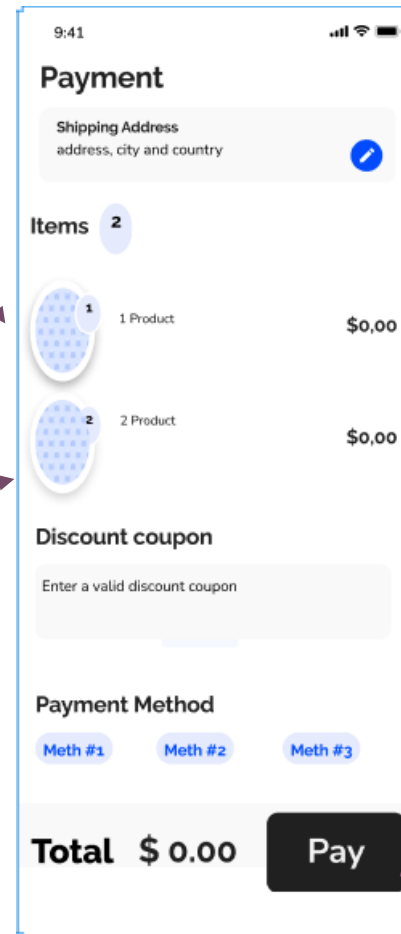 9:41
Payment
Shipping Address
address, city and country
Items 2
1
1 Product
$0,00
2
2 Product
$0,00
Discount coupon
Enter a valid discount coupon
Payment Method
Meth #1 Meth #2 Meth #3
Total $ 0.00 Pay